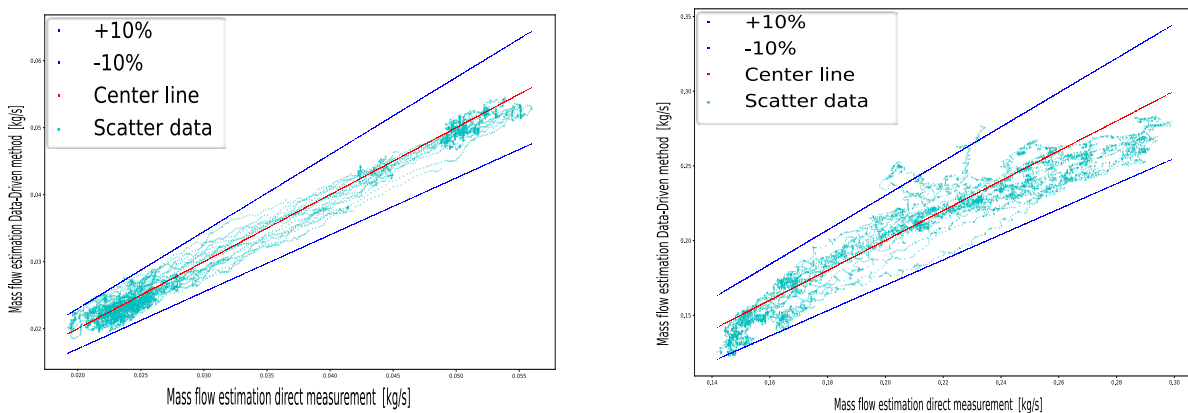 +10%
-10%
Center line
Scatter data
0.06
0.05
0.04
0.03
0.02
Mass flow estimation Data-Driven method [kg/s]
0.020 0.025 0.030 0.035 0.040 0.045 0.050 0.055
Mass flow estimation direct measurement [kg/s]
+10%
-10%
Center line
Scatter data
0.35
0.30
0.25
0.20
0.15
Mass flow estimation Data-Driven method [kg/s]
0.14 0.16 0.18 0.20 0.22 0.24 0.26 0.28 0.30
Mass flow estimation direct measurement [kg/s]